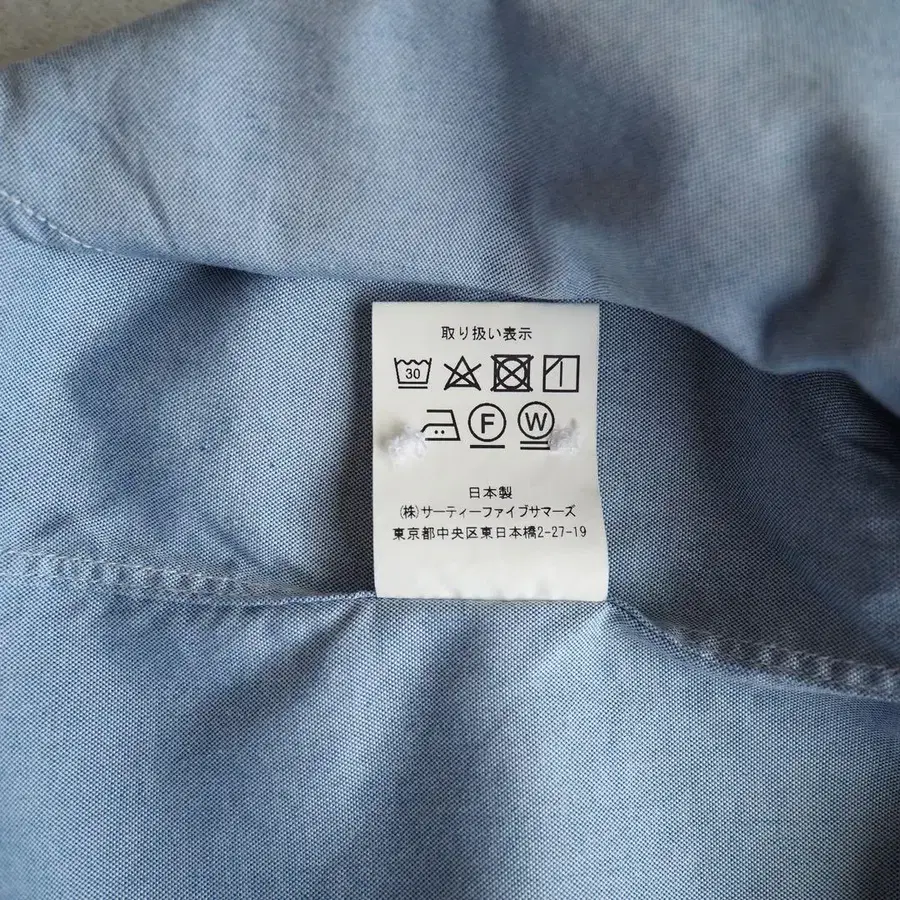 取り扱い表示
30
F W
日本製
(株)サーティーファイブサマーズ
東京都中央区東日本橋2-27-19